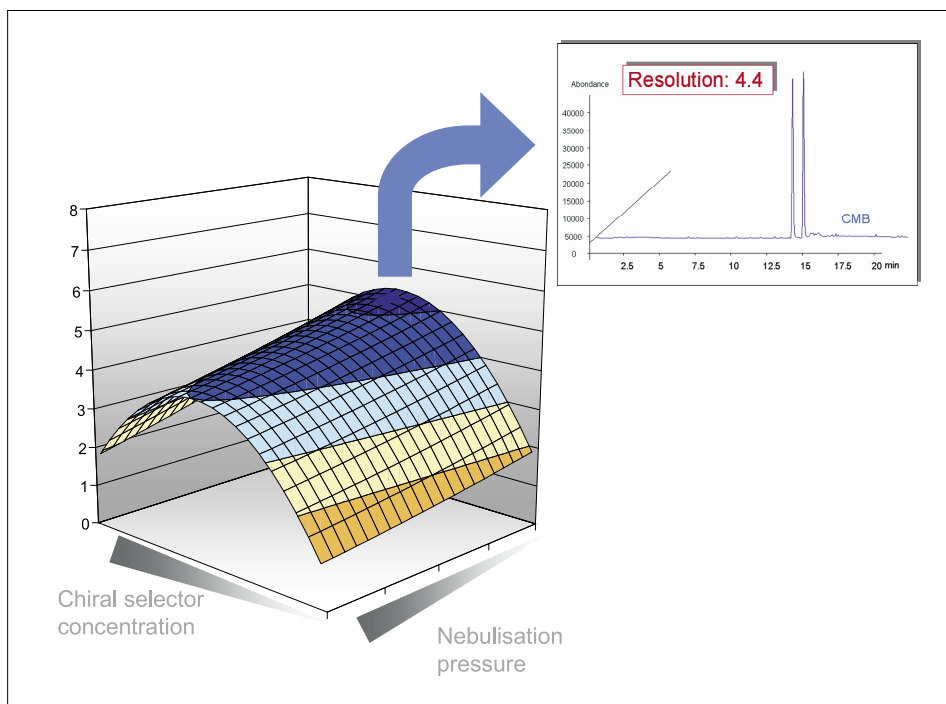 Resolution: 4.4
Abondance
40000
35000
30000
25000
20000
15000
10000
5000
0
CMB
2.5 5 7.5 10 12.5 15 17.5 20 min
8
7
6
5
4
3
2
1
0
Chiral selector
concentration
Nebulisation
pressure